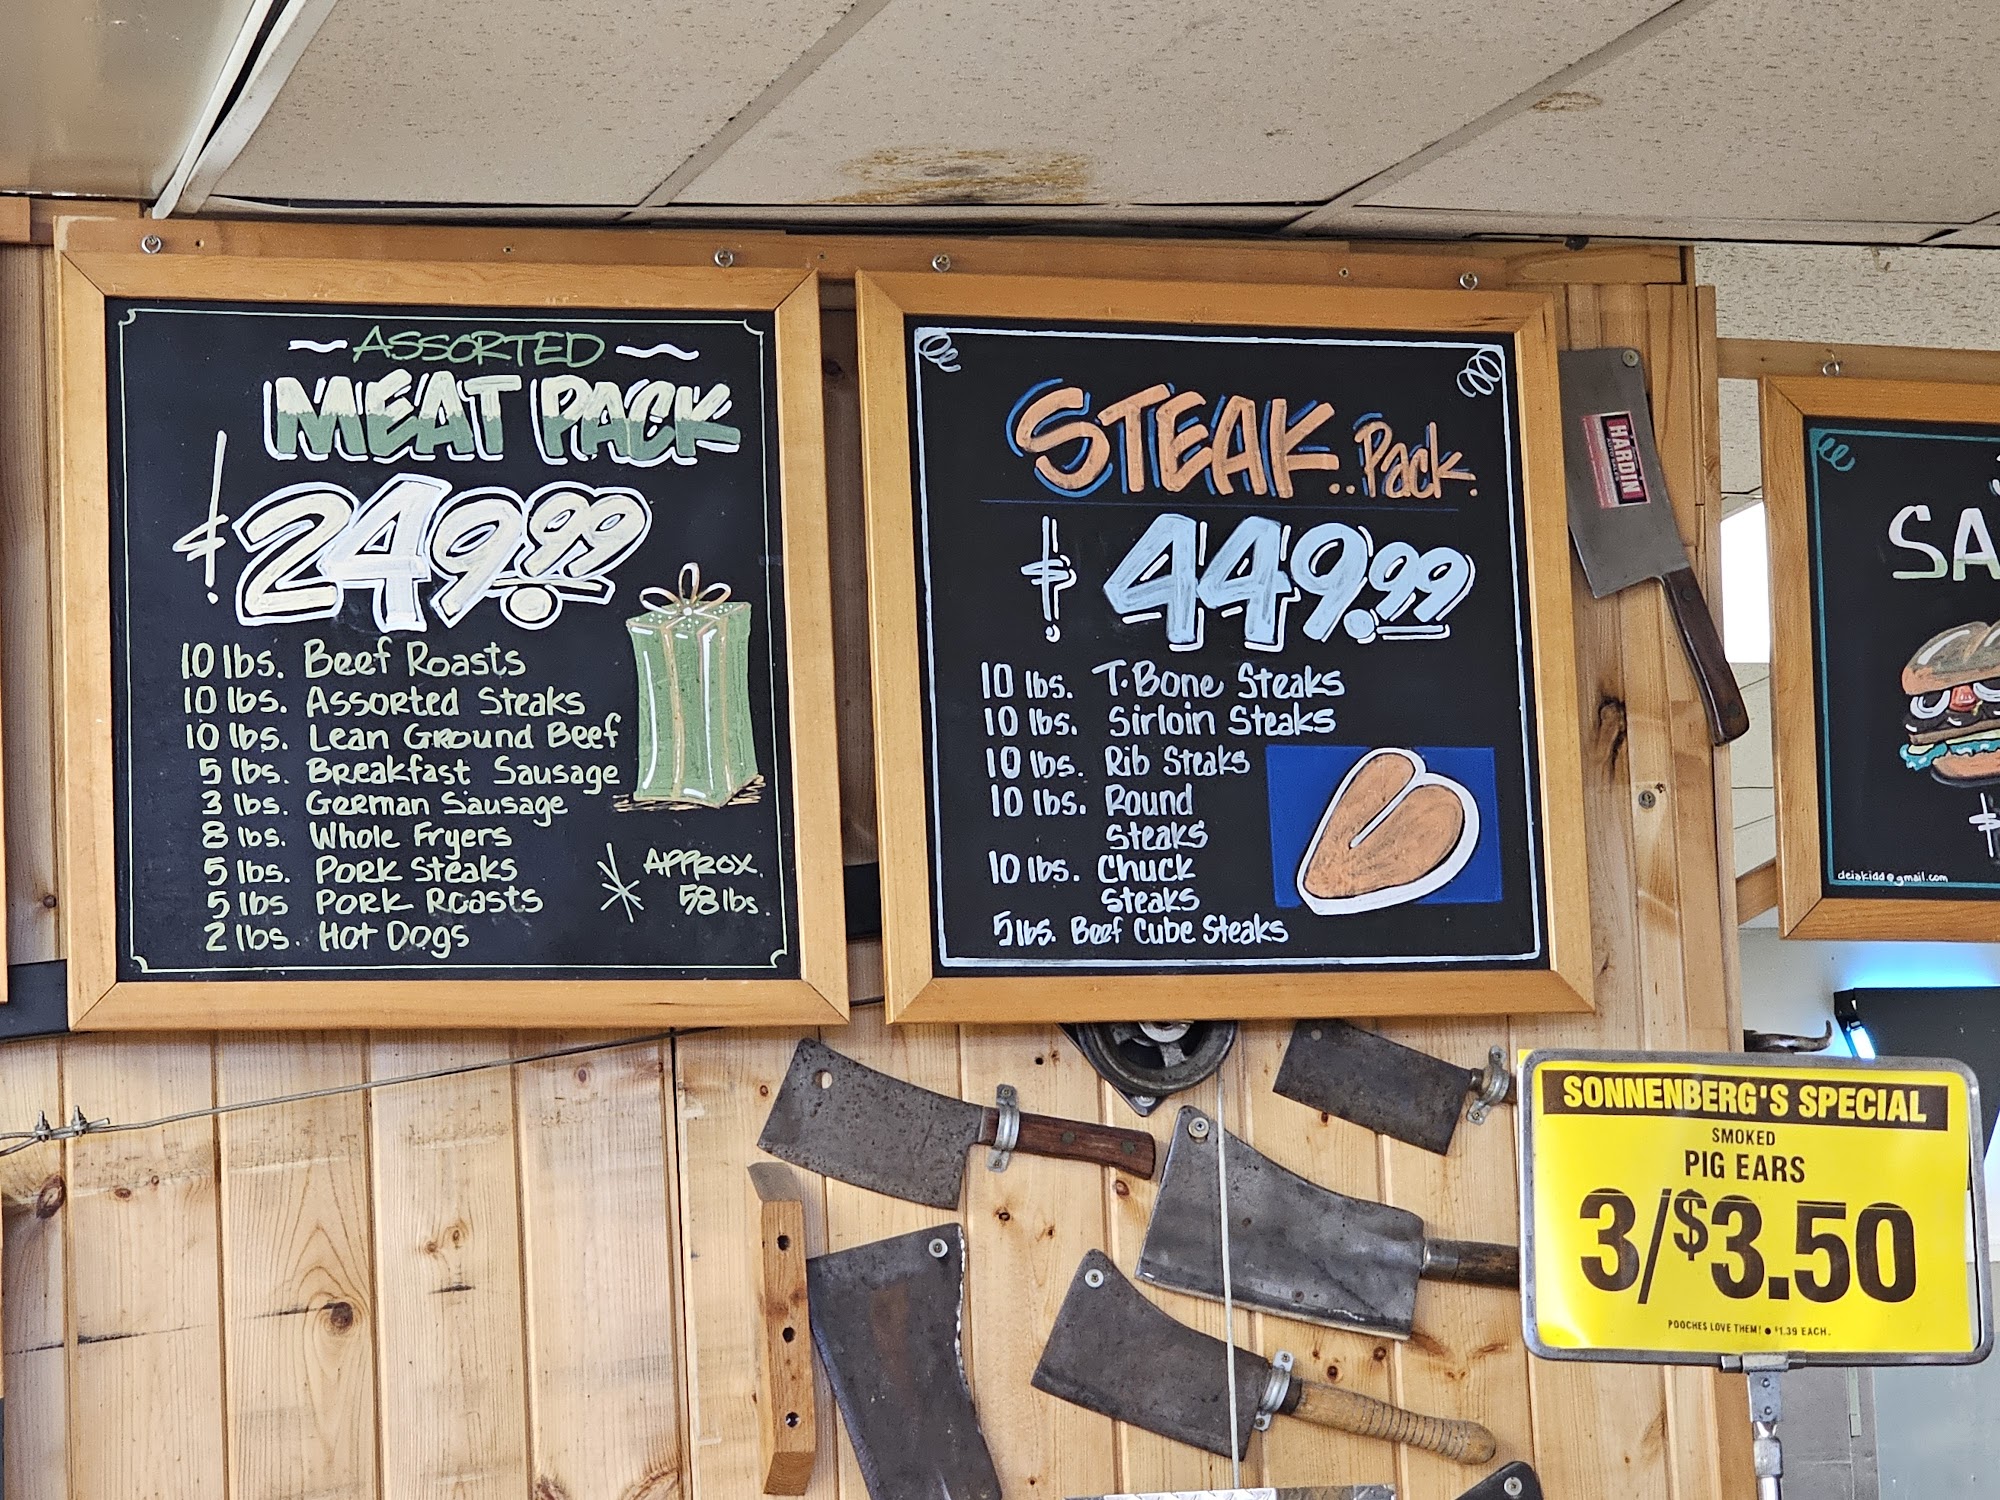 ASSORTED
MEAT PACK
$249.99
10 lbs. Beef Roasts
10 lbs. Assorted Steaks
10 lbs. Lean Ground Beef
5 lbs. Breakfast Sausage
3 lbs. German Sausage
8 lbs. Whole Fryers
5 lbs. Pork Steaks
5 lbs Pork Roasts
2 lbs. Hot Dogs
* APPROX.
58 lbs.
STEAK.. Pack.
$449.99
10 lbs. T-Bone Steaks
10 lbs. Sirloin Steaks
10 lbs. Rib Steaks
10 lbs. Round
Steaks
10 lbs. Chuck
Steaks
5 lbs. Beef Cube Steaks
HARDIN
SA
$
deiakidd@gmail.com
SONNENBERG'S SPECIAL
SMOKED
PIG EARS
3/$3.50
POOCHES LOVE THEM! ● $1.39 EACH.